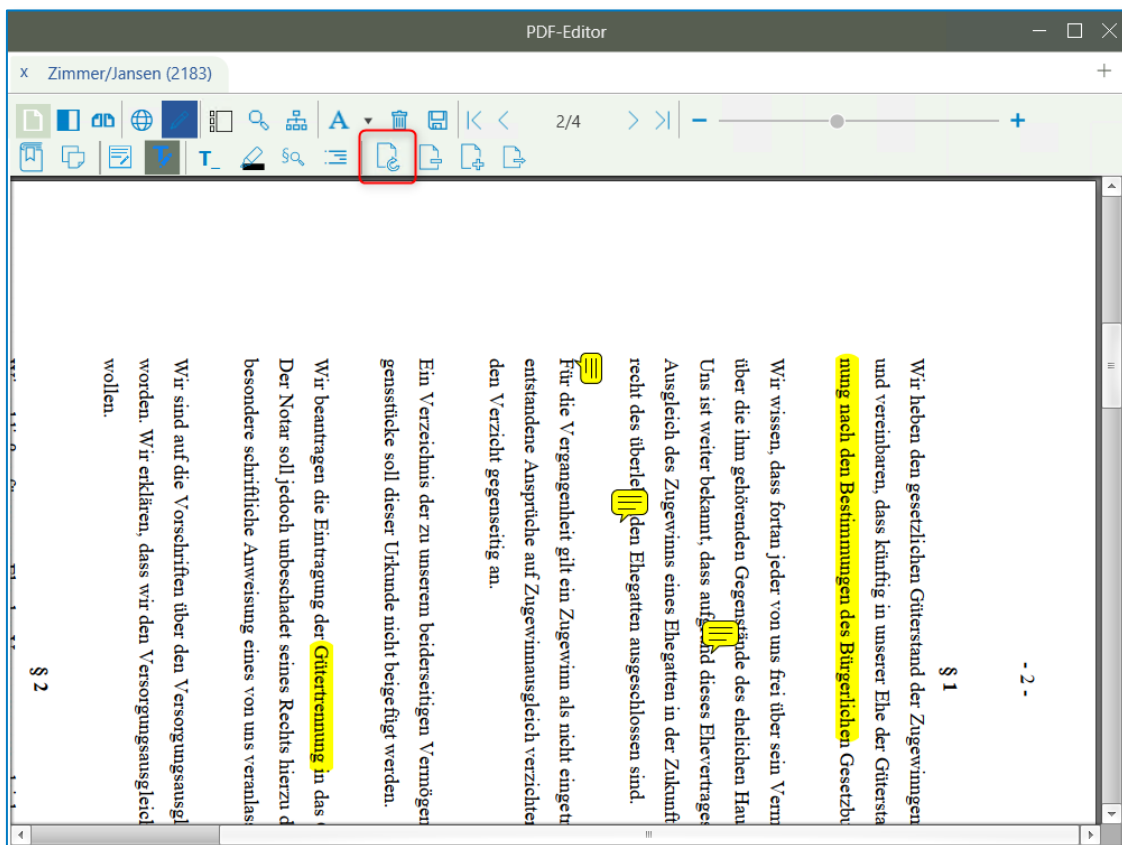 PDF-Editor
x Zimmer/Jansen (2183)
A
2/4
T_
§
- 2 -
§ 1
Wir heben den gesetzlichen Güterstand der Zugewinngen
und vereinbaren, dass künftig in unserer Ehe der Gütersta
nung nach den Bestimmungen des Bürgerlichen Gesetzbu
Wir wissen, dass fortan jeder von uns frei über sein Verm
über die ihm gehörenden Gegenstände des ehelichen Hau
Uns ist weiter bekannt, dass aufgrund dieses Ehevertrages
Ausgleich des Zugewinns eines Ehegatten in der Zukunft
recht des überlebenden Ehegatten ausgeschlossen sind.
Für die Vergangenheit gilt ein Zugewinn als nicht eingetr
entstandene Ansprüche auf Zugewinnausgleich verzichten
den Verzicht gegenseitig an.
Ein Verzeichnis der zu unserem beiderseitigen Vermögen
gensstücke soll dieser Urkunde nicht beigefügt werden.
Wir beantragen die Eintragung der Gütertrennung in das
Der Notar soll jedoch unbeschadet seines Rechts hierzu d
besondere schriftliche Anweisung eines von uns veranlas
Wir sind auf die Vorschriften über den Versorgungsausgl
worden. Wir erklären, dass wir den Versorgungsausgleich
wollen.
§ 2